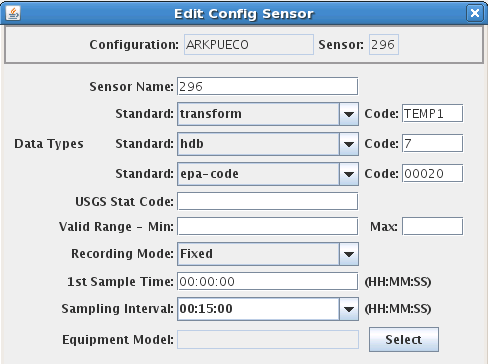 Edit Config Sensor
Configuration: ARKPUECO Sensor: 296
Sensor Name: 296
Standard: transform Code: TEMP1
Data Types Standard: hdb Code: 7
Standard: epa-code Code: 00020
USGS Stat Code:
Valid Range - Min: Max:
Recording Mode: Fixed
1st Sample Time: 00:00:00 (HH:MM:SS)
Sampling Interval: 00:15:00 (HH:MM:SS)
Equipment Model: Select